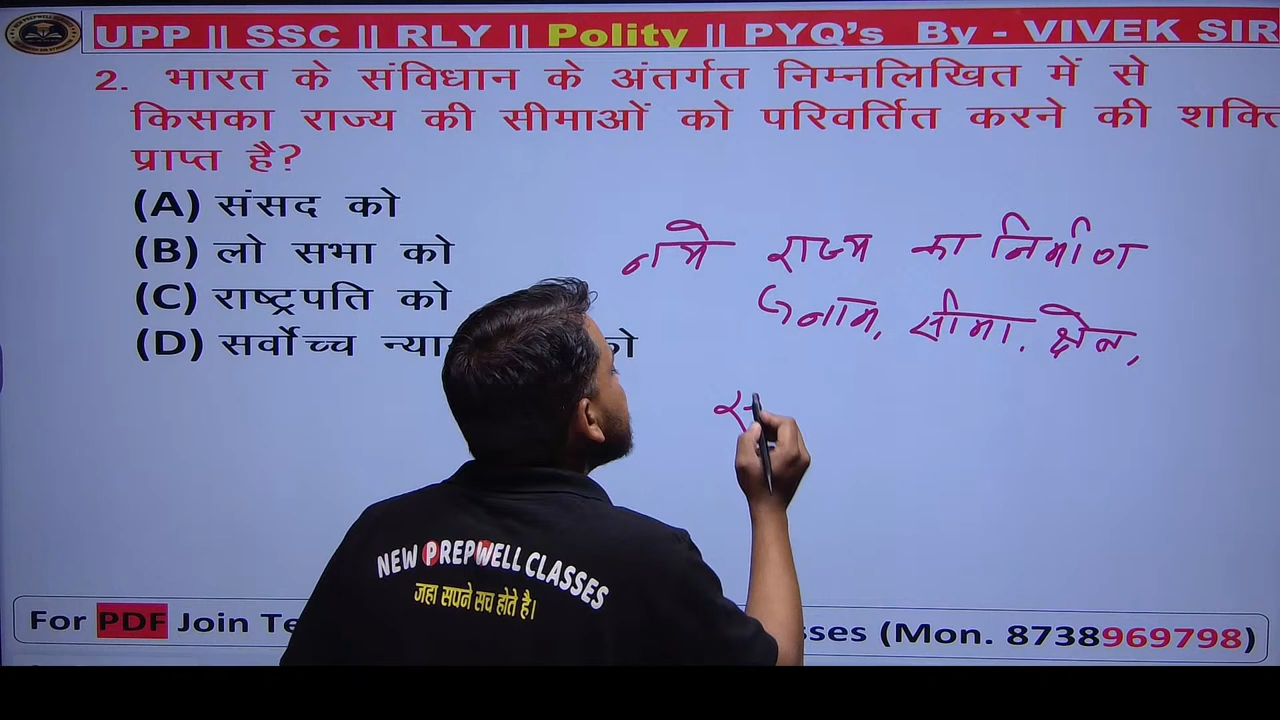 UPP || SSC || RLY || Polity || PYQ's By - VIVEK SIR
2. भारत के संविधान के अंतर्गत निम्नलिखित में से
किसका राज्य की सीमाओं को परिवर्तित करने की शक्ति
प्राप्त है?
(A) संसद को
(B) लो सभा को
(C) राष्ट्रपति को
(D) सर्वोच्च को
नये राज्य का निर्माण
नाम, सीमा, क्षेत्र,
NEW PREPWELL CLASSES
जहा सपने सच होते है।
For PDF Join (Mon. 8738969798)